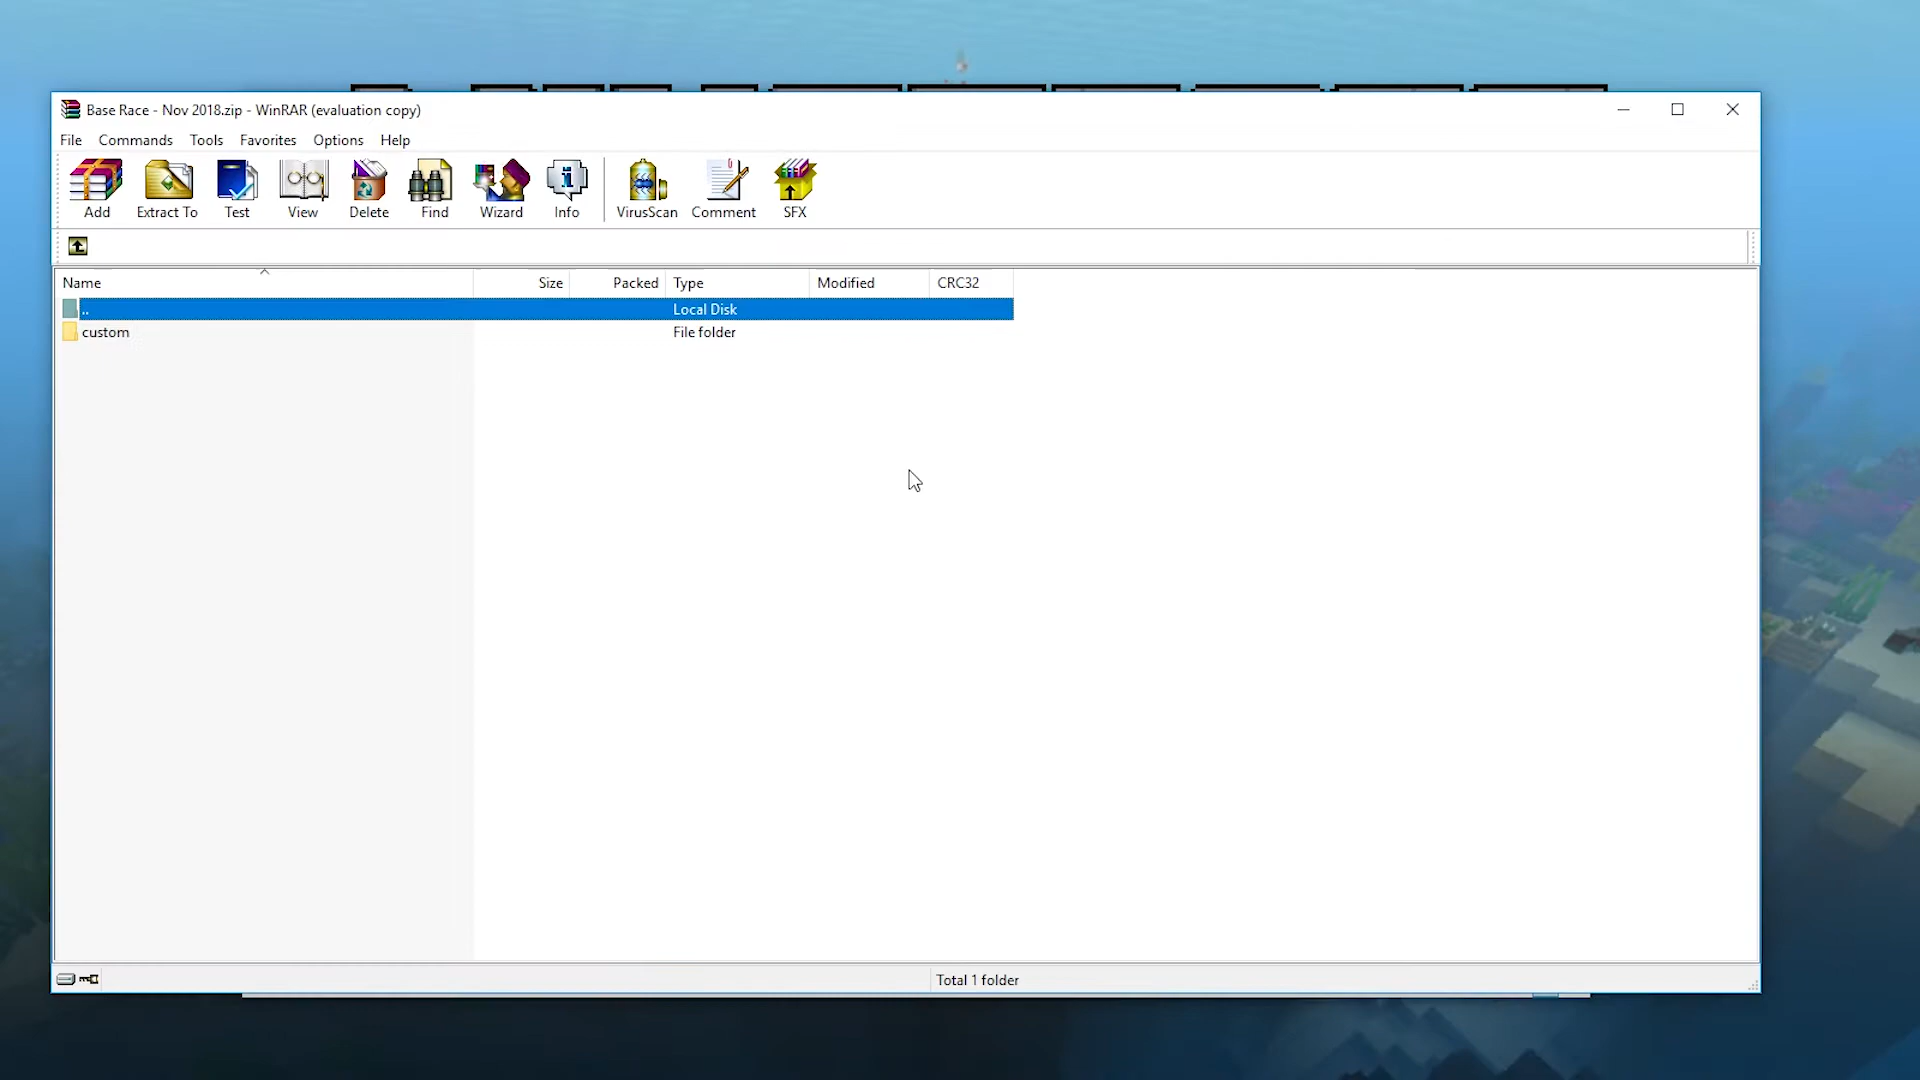 Base Race - Nov 2018.zip - WinRAR (evaluation copy)
File Commands Tools Favorites Options Help
Add Extract To Test View Delete Find Wizard Info VirusScan Comment SFX
Name Size Packed Type Modified CRC32
.. Local Disk
custom File folder
Total 1 folder